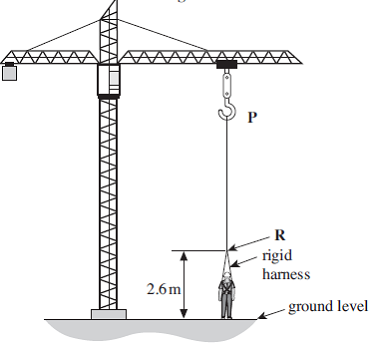 P
R
rigid
harness
2.6 m
ground level